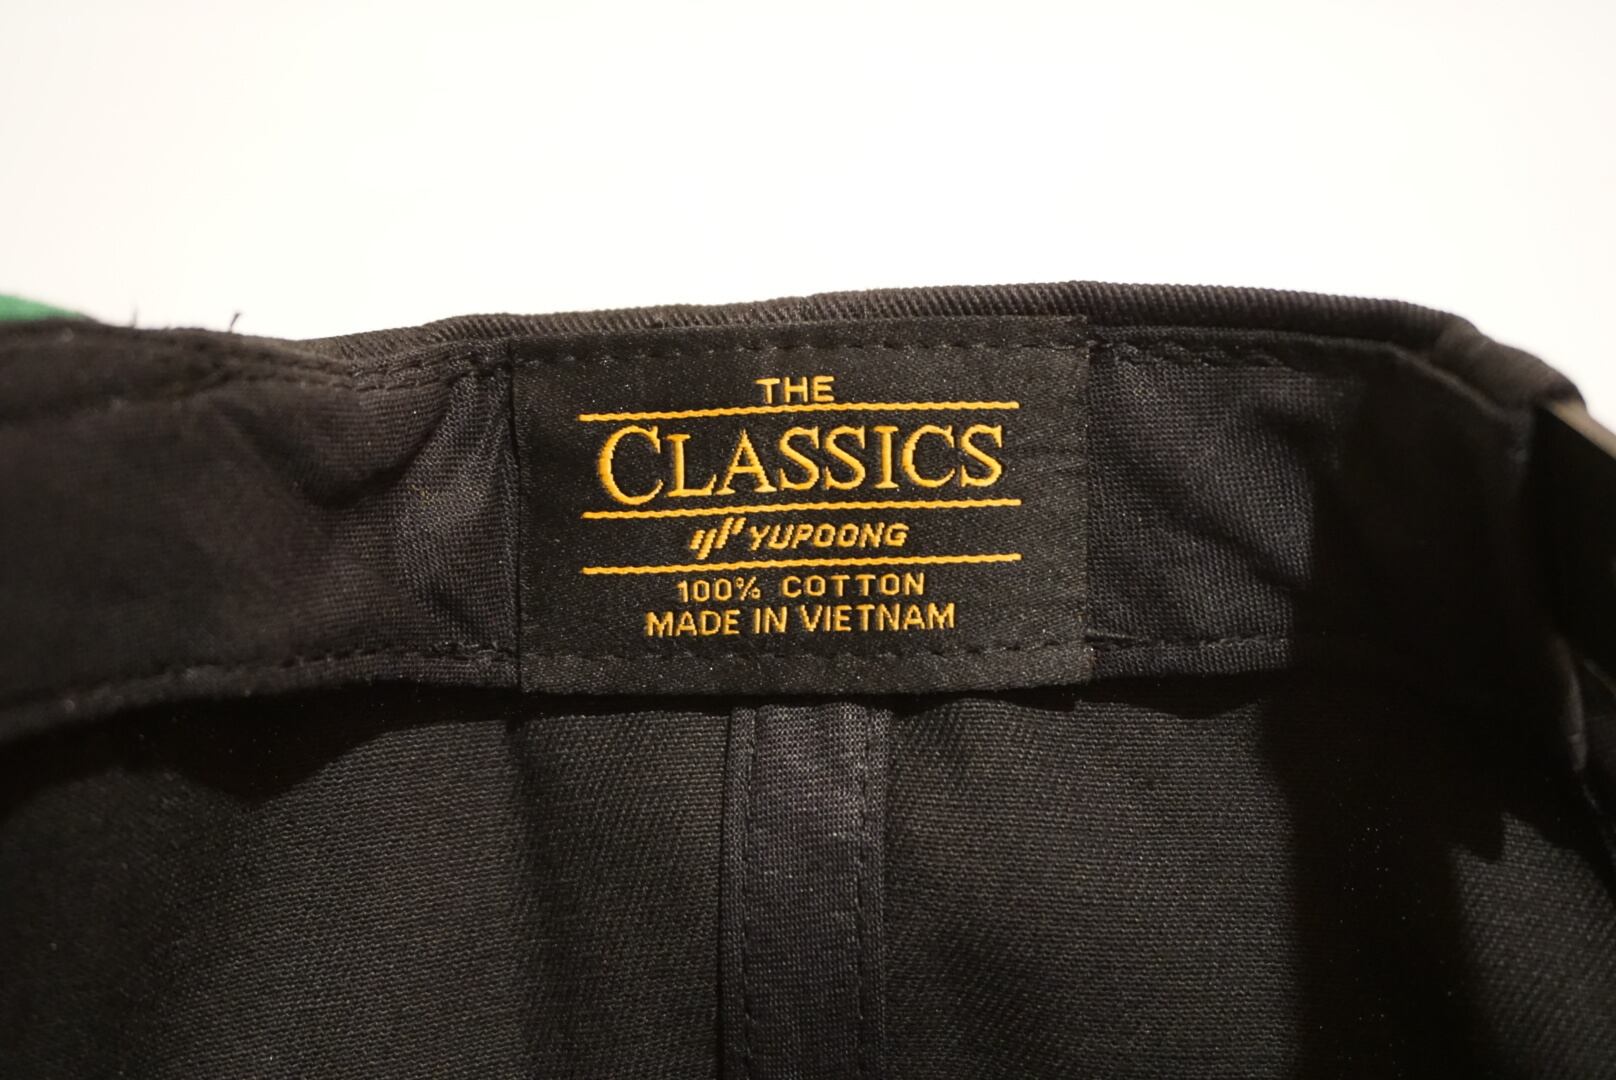 THE
CLASSICS
YUPOONG
100% COTTON
MADE IN VIETNAM